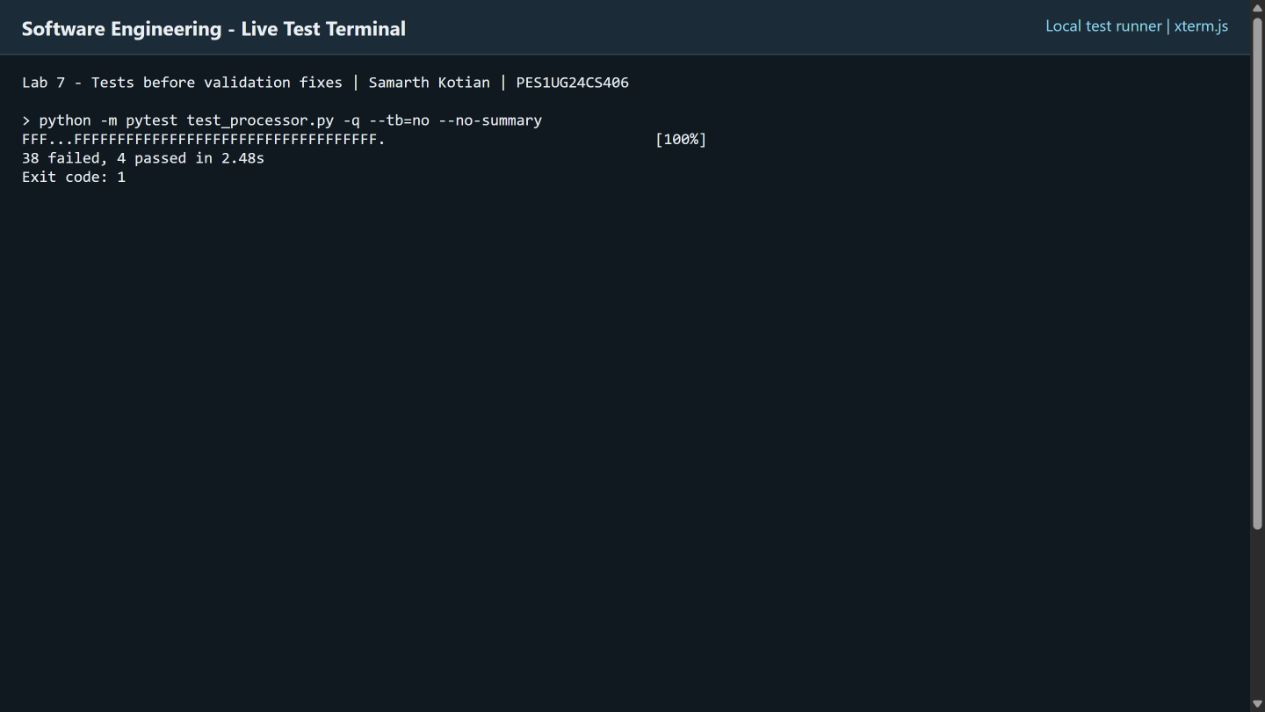 Software Engineering - Live Test Terminal
Local test runner | xterm.js
Lab 7 - Tests before validation fixes | Samarth Kotian | PES1UG24CS406
> python -m pytest test_processor.py -q --tb=no --no-summary
FFF...FFFFFFFFFFFFFFFFFFFFFFFFFFFFFFFFFFF. [100%]
38 failed, 4 passed in 2.48s
Exit code: 1